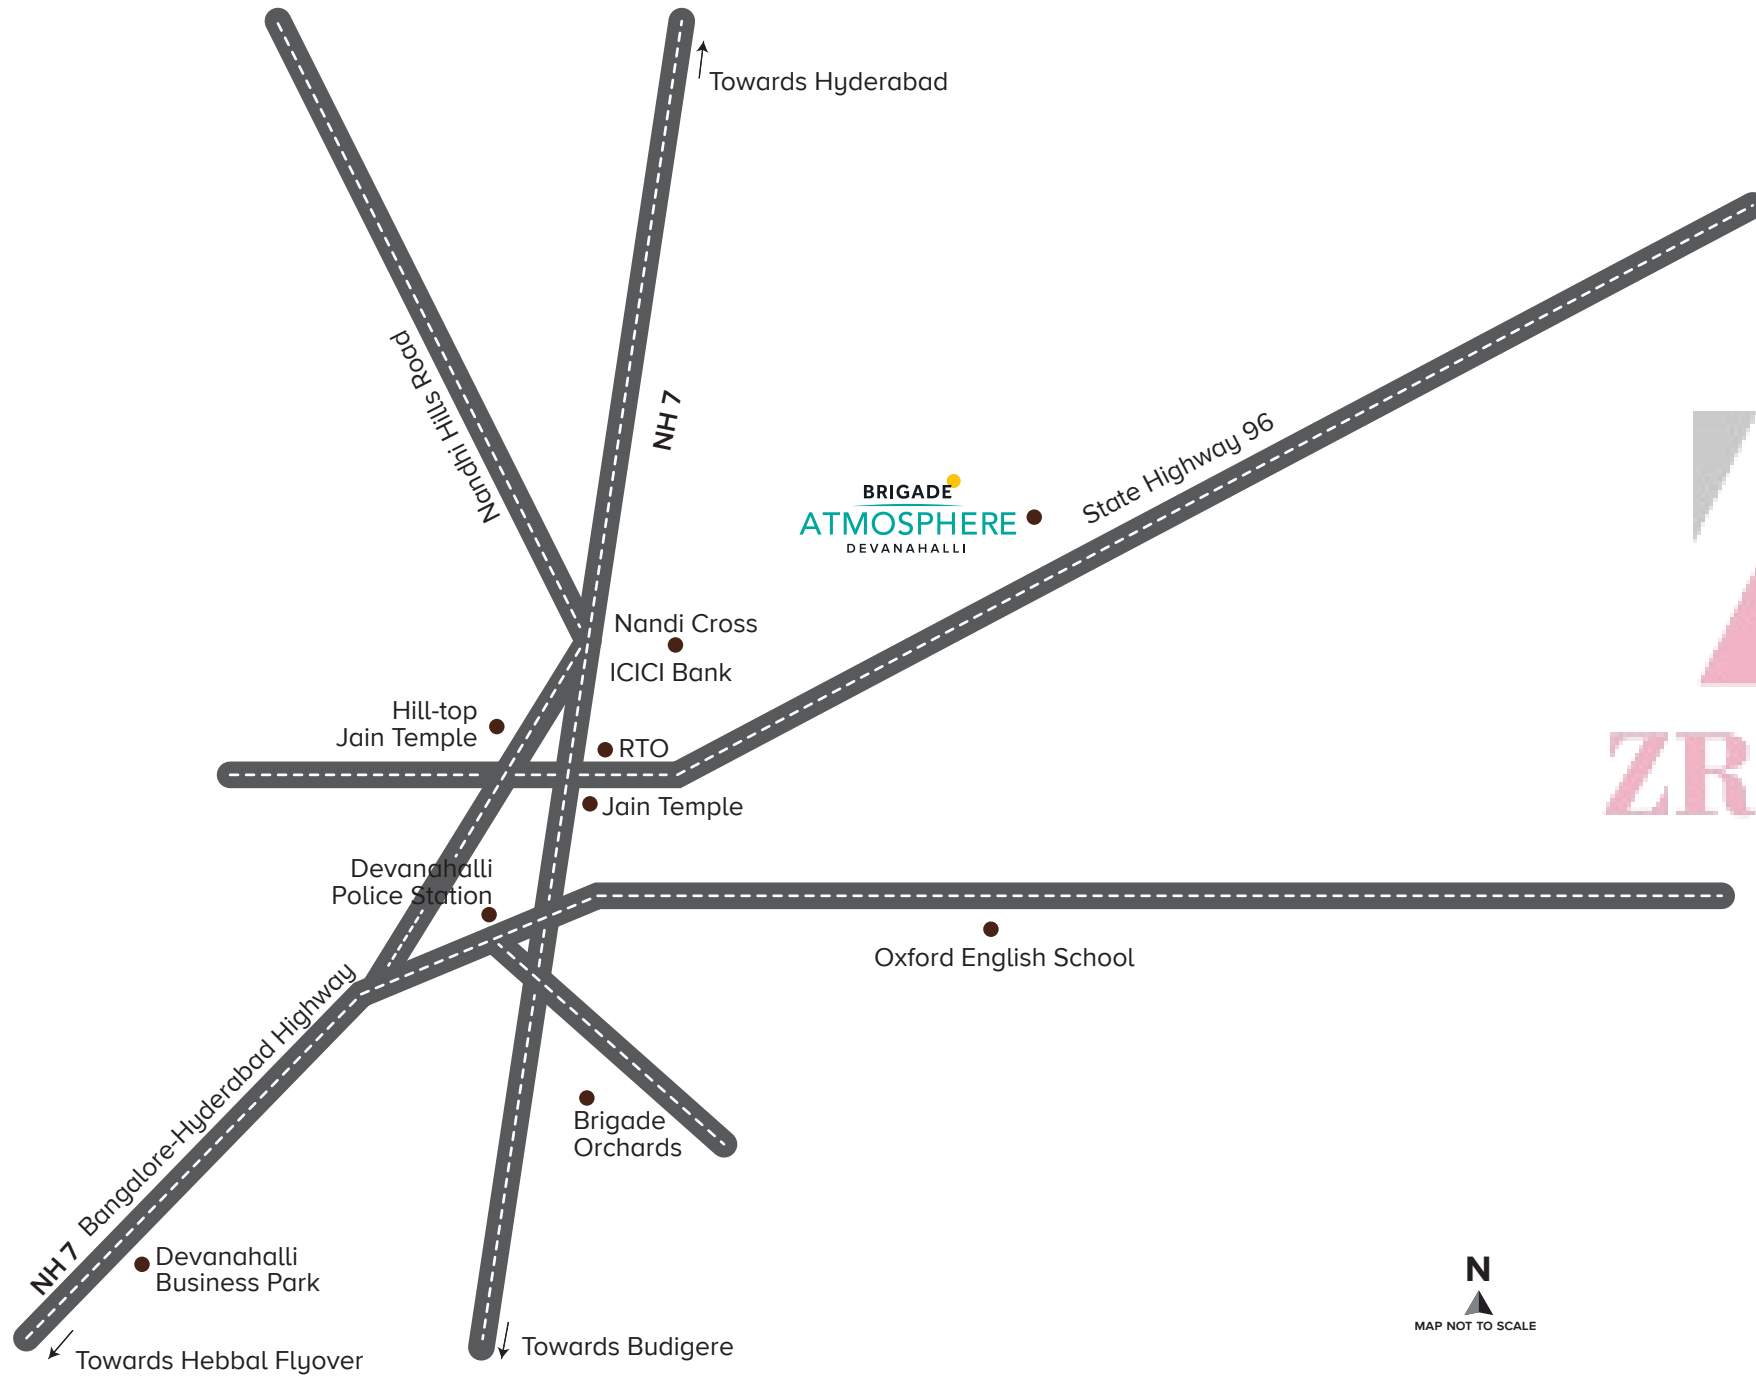 Towards Hyderabad
Nandhi Hills Road
NH 7
State Highway 96
BRIGADE
ATMOSPHERE
DEVANAHALLI
Nandi Cross
ICICI Bank
Hill-top
Jain Temple
RTO
Jain Temple
ZR
Devanahalli
Police Station
Oxford English School
NH 7 Bangalore-Hyderabad Highway
Brigade
Orchards
Devanahalli
Business Park
N
MAP NOT TO SCALE
Towards Hebbal Flyover
Towards Budigere